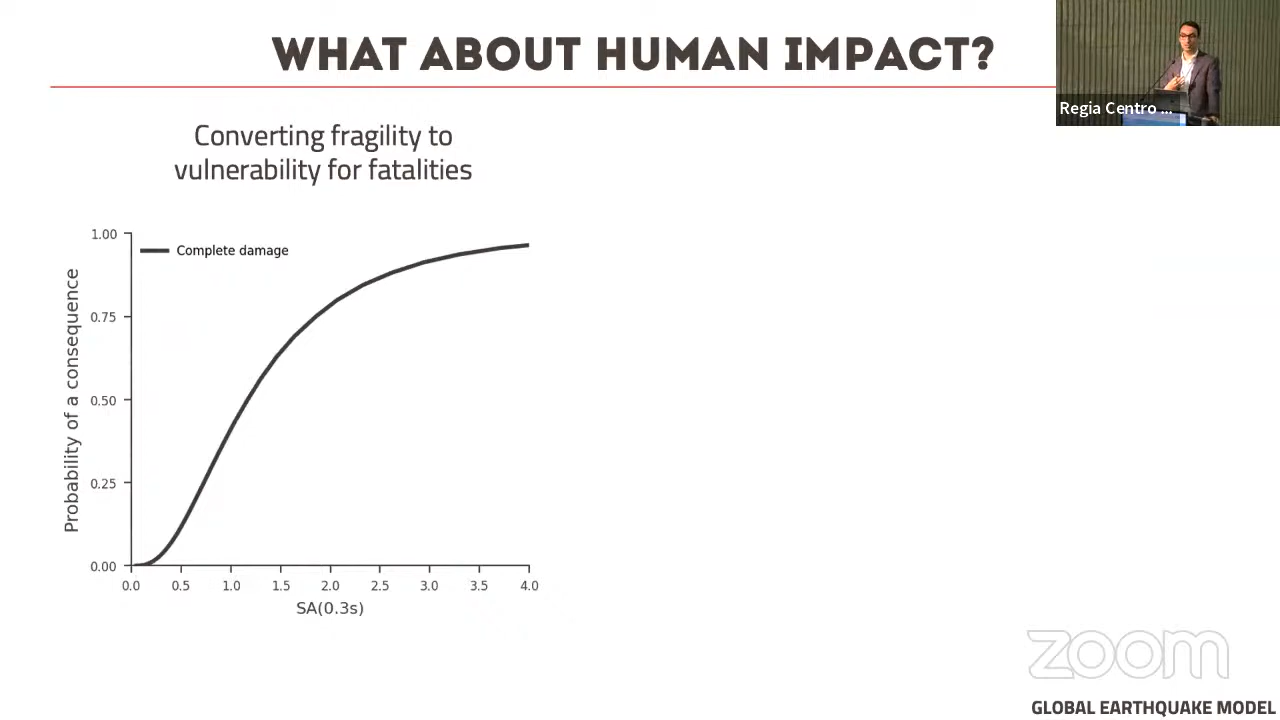 WHAT ABOUT HUMAN IMPACT?
Regia Centro ...
Converting fragility to
vulnerability for fatalities
1.00
Complete damage
0.75
0.50
0.25
0.00
Probability of a consequence
0.0 0.5 1.0 1.5 2.0 2.5 3.0 3.5 4.0
SA(0.3s)
zoom
GLOBAL EARTHQUAKE MODEL